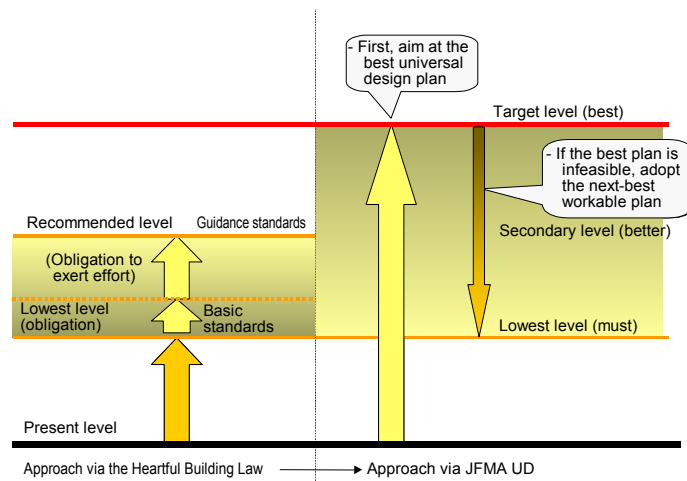 - First, aim at the
best universal
design plan
Target level (best)
- If the best plan is
infeasible, adopt
the next-best
workable plan
Recommended level
Guidance standards
Secondary level (better)
(Obligation to
exert effort)
Lowest level
(obligation)
Basic
standards
Lowest level (must)
Present level
Approach via the Heartful Building Law
Approach via JFMA UD